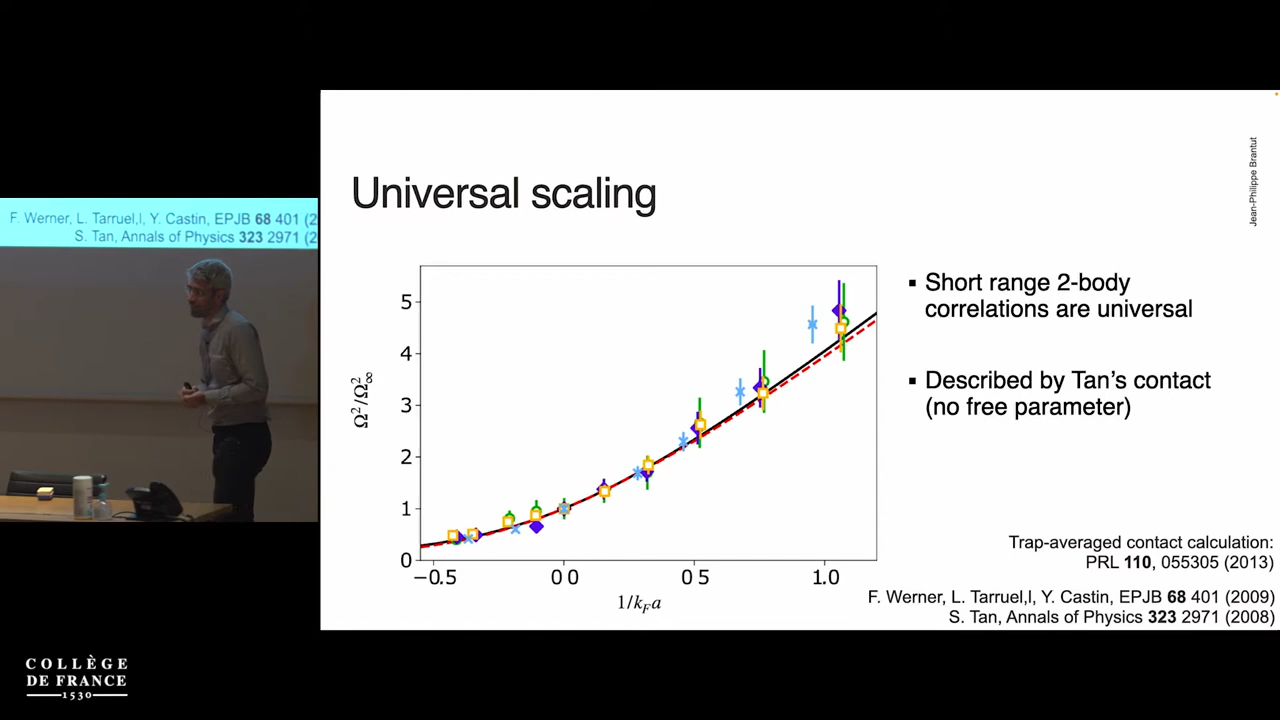 F. Werner, L. Tarruel,l, Y. Castin, EPJB 68 401 (2
S. Tan, Annals of Physics 323 2971 (2
Universal scaling
Jean-Philippe Brantut
Ω²/Ω²∞
5
4
3
2
1
0
−0.5
0 0
0 5
1.0
1/k_F a
▪ Short range 2-body
correlations are universal
▪ Described by Tan's contact
(no free parameter)
Trap-averaged contact calculation:
PRL 110, 055305 (2013)
F. Werner, L. Tarruel,l, Y. Castin, EPJB 68 401 (2009)
S. Tan, Annals of Physics 323 2971 (2008)
COLLÈGE
DE FRANCE
1530